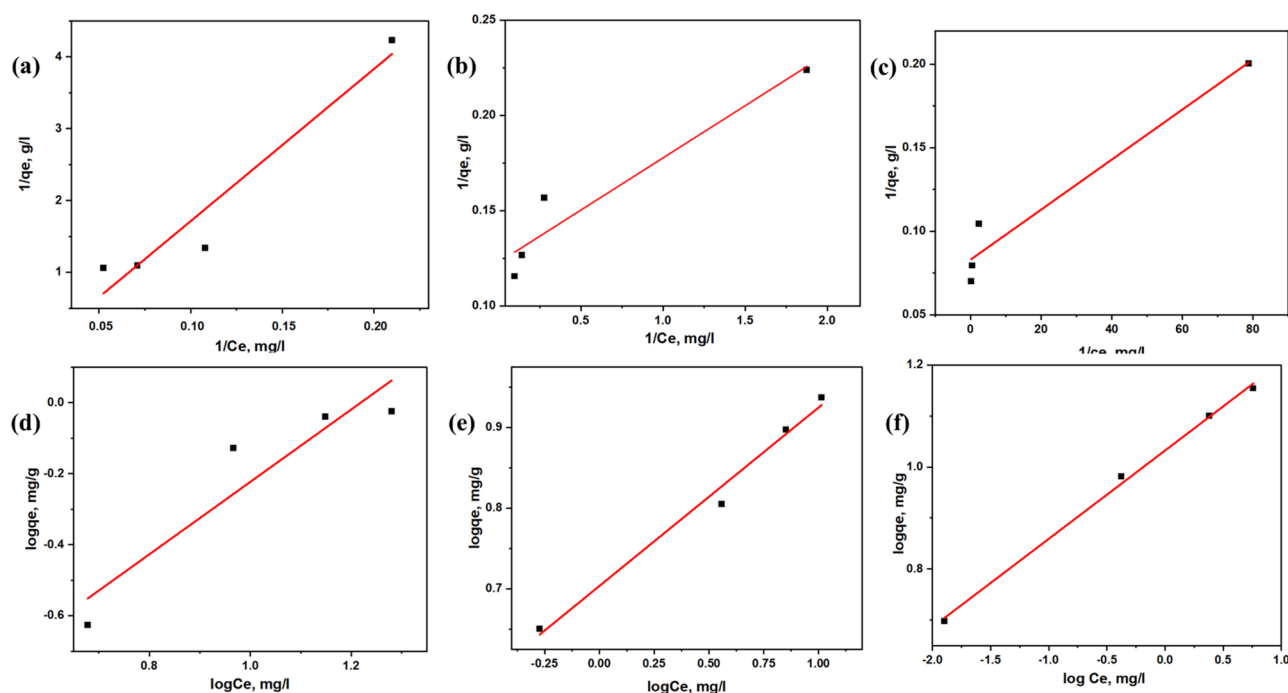 (a)
4
3
2
1
0.05 0.10 0.15 0.20
1/qe, g/l
1/Ce, mg/l
(b)
0.25
0.20
0.15
0.10
0.5 1.0 1.5 2.0
1/qe, g/l
1/Ce, mg/l
(c)
0.20
0.15
0.10
0.05
0 20 40 60 80
1/qe, g/l
1/ce, mg/l
(d)
0.0
-0.2
-0.4
-0.6
0.8 1.0 1.2
logqe, mg/g
logCe, mg/l
(e)
0.9
0.8
0.7
-0.25 0.00 0.25 0.50 0.75 1.00
logqe, mg/g
logCe, mg/l
(f)
1.2
1.0
0.8
-2.0 -1.5 -1.0 -0.5 0.0 0.5 1.0
logqe, mg/g
log Ce, mg/l